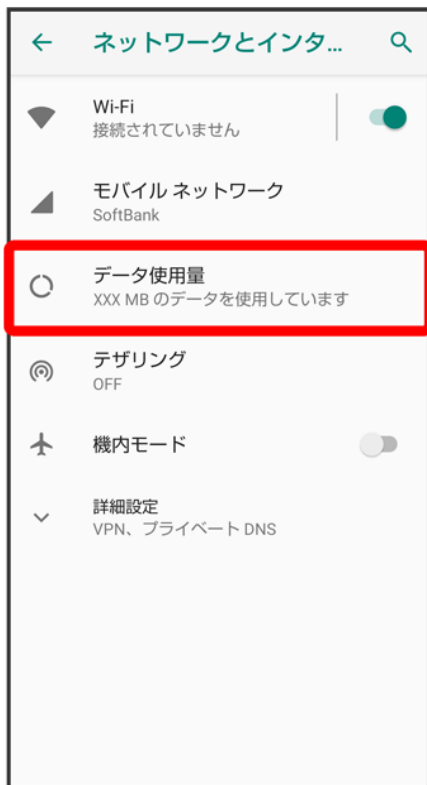 ネットワークとインタ...
Wi-Fi
接続されていません
モバイル ネットワーク
SoftBank
データ使用量
XXX MB のデータを使用しています
テザリング
OFF
機内モード
詳細設定
VPN、プライベート DNS